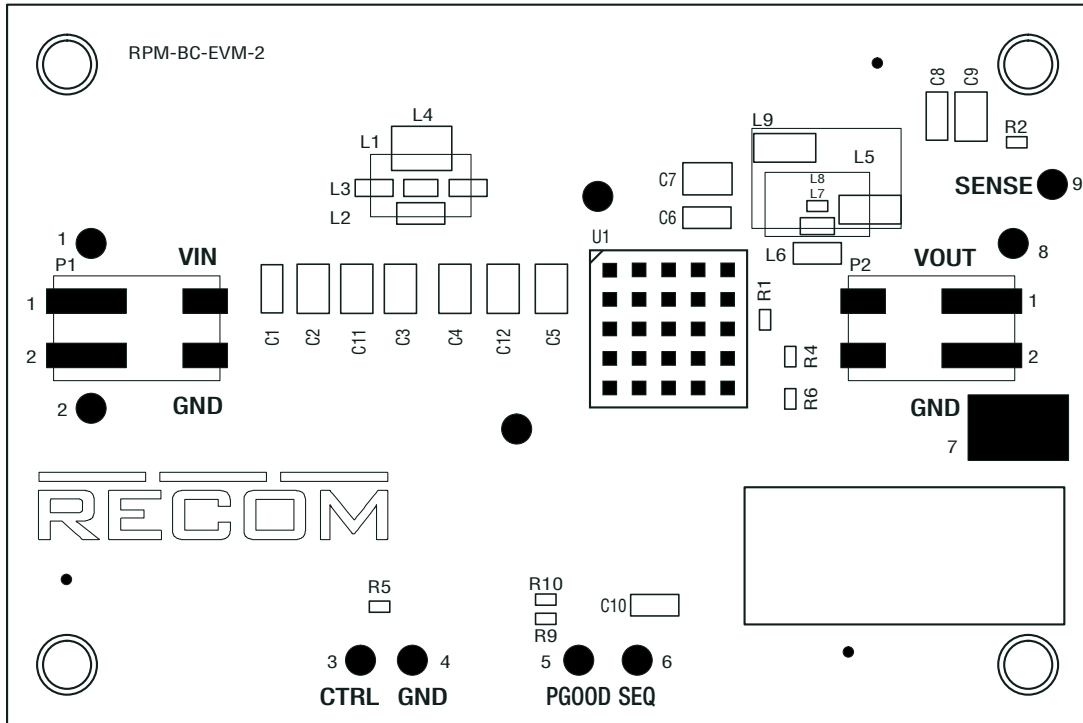 RPM-BC-EVM-2
C8
C9
L4
L9
L1
R2
L5
C7
L8
L3
SENSE
9
L7
L2
C6
U1
1
VIN
L6
VOUT
8
P1
P2
1
R1
1
C1
C2
C11
C3
C4
C12
C5
2
R4
2
R6
2
GND
GND
7
RECOM
R5
R10
C10
R9
3
4
5
6
CTRL
GND
PGOOD
SEQ